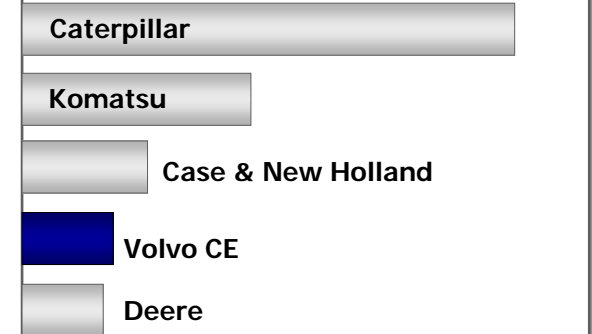 Caterpillar
Komatsu
Case & New Holland
Volvo CE
Deere